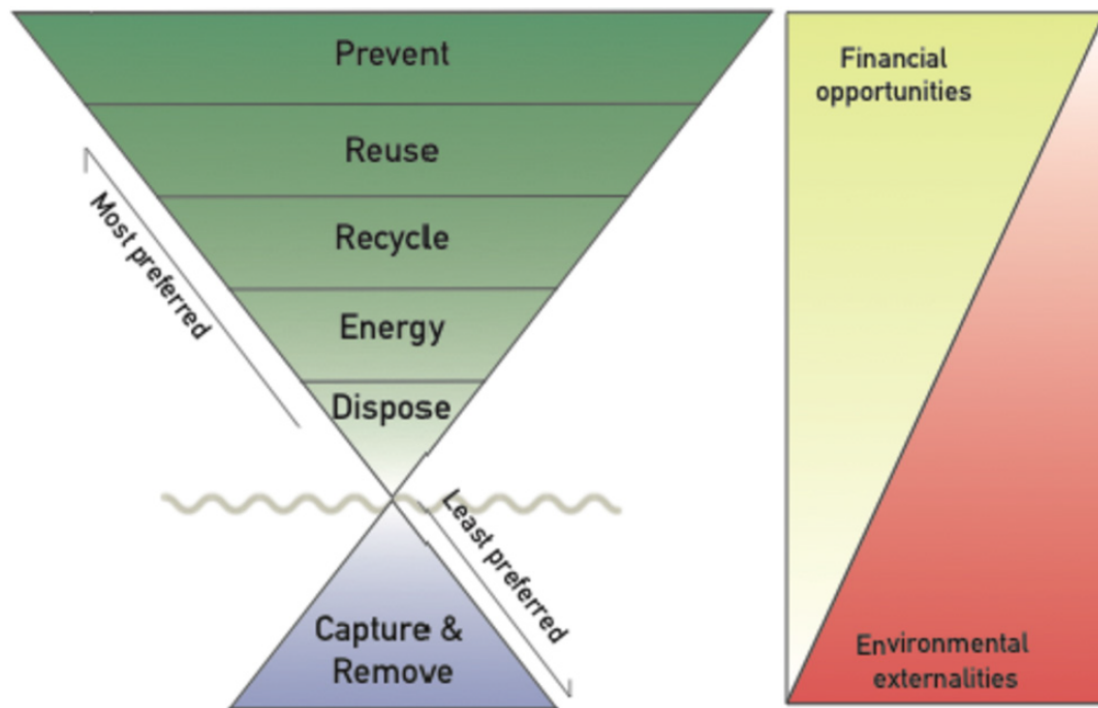 Prevent
Reuse
Recycle
Energy
Dispose
Most preferred
Least preferred
Capture &
Remove
Financial
opportunities
Environmental
externalities